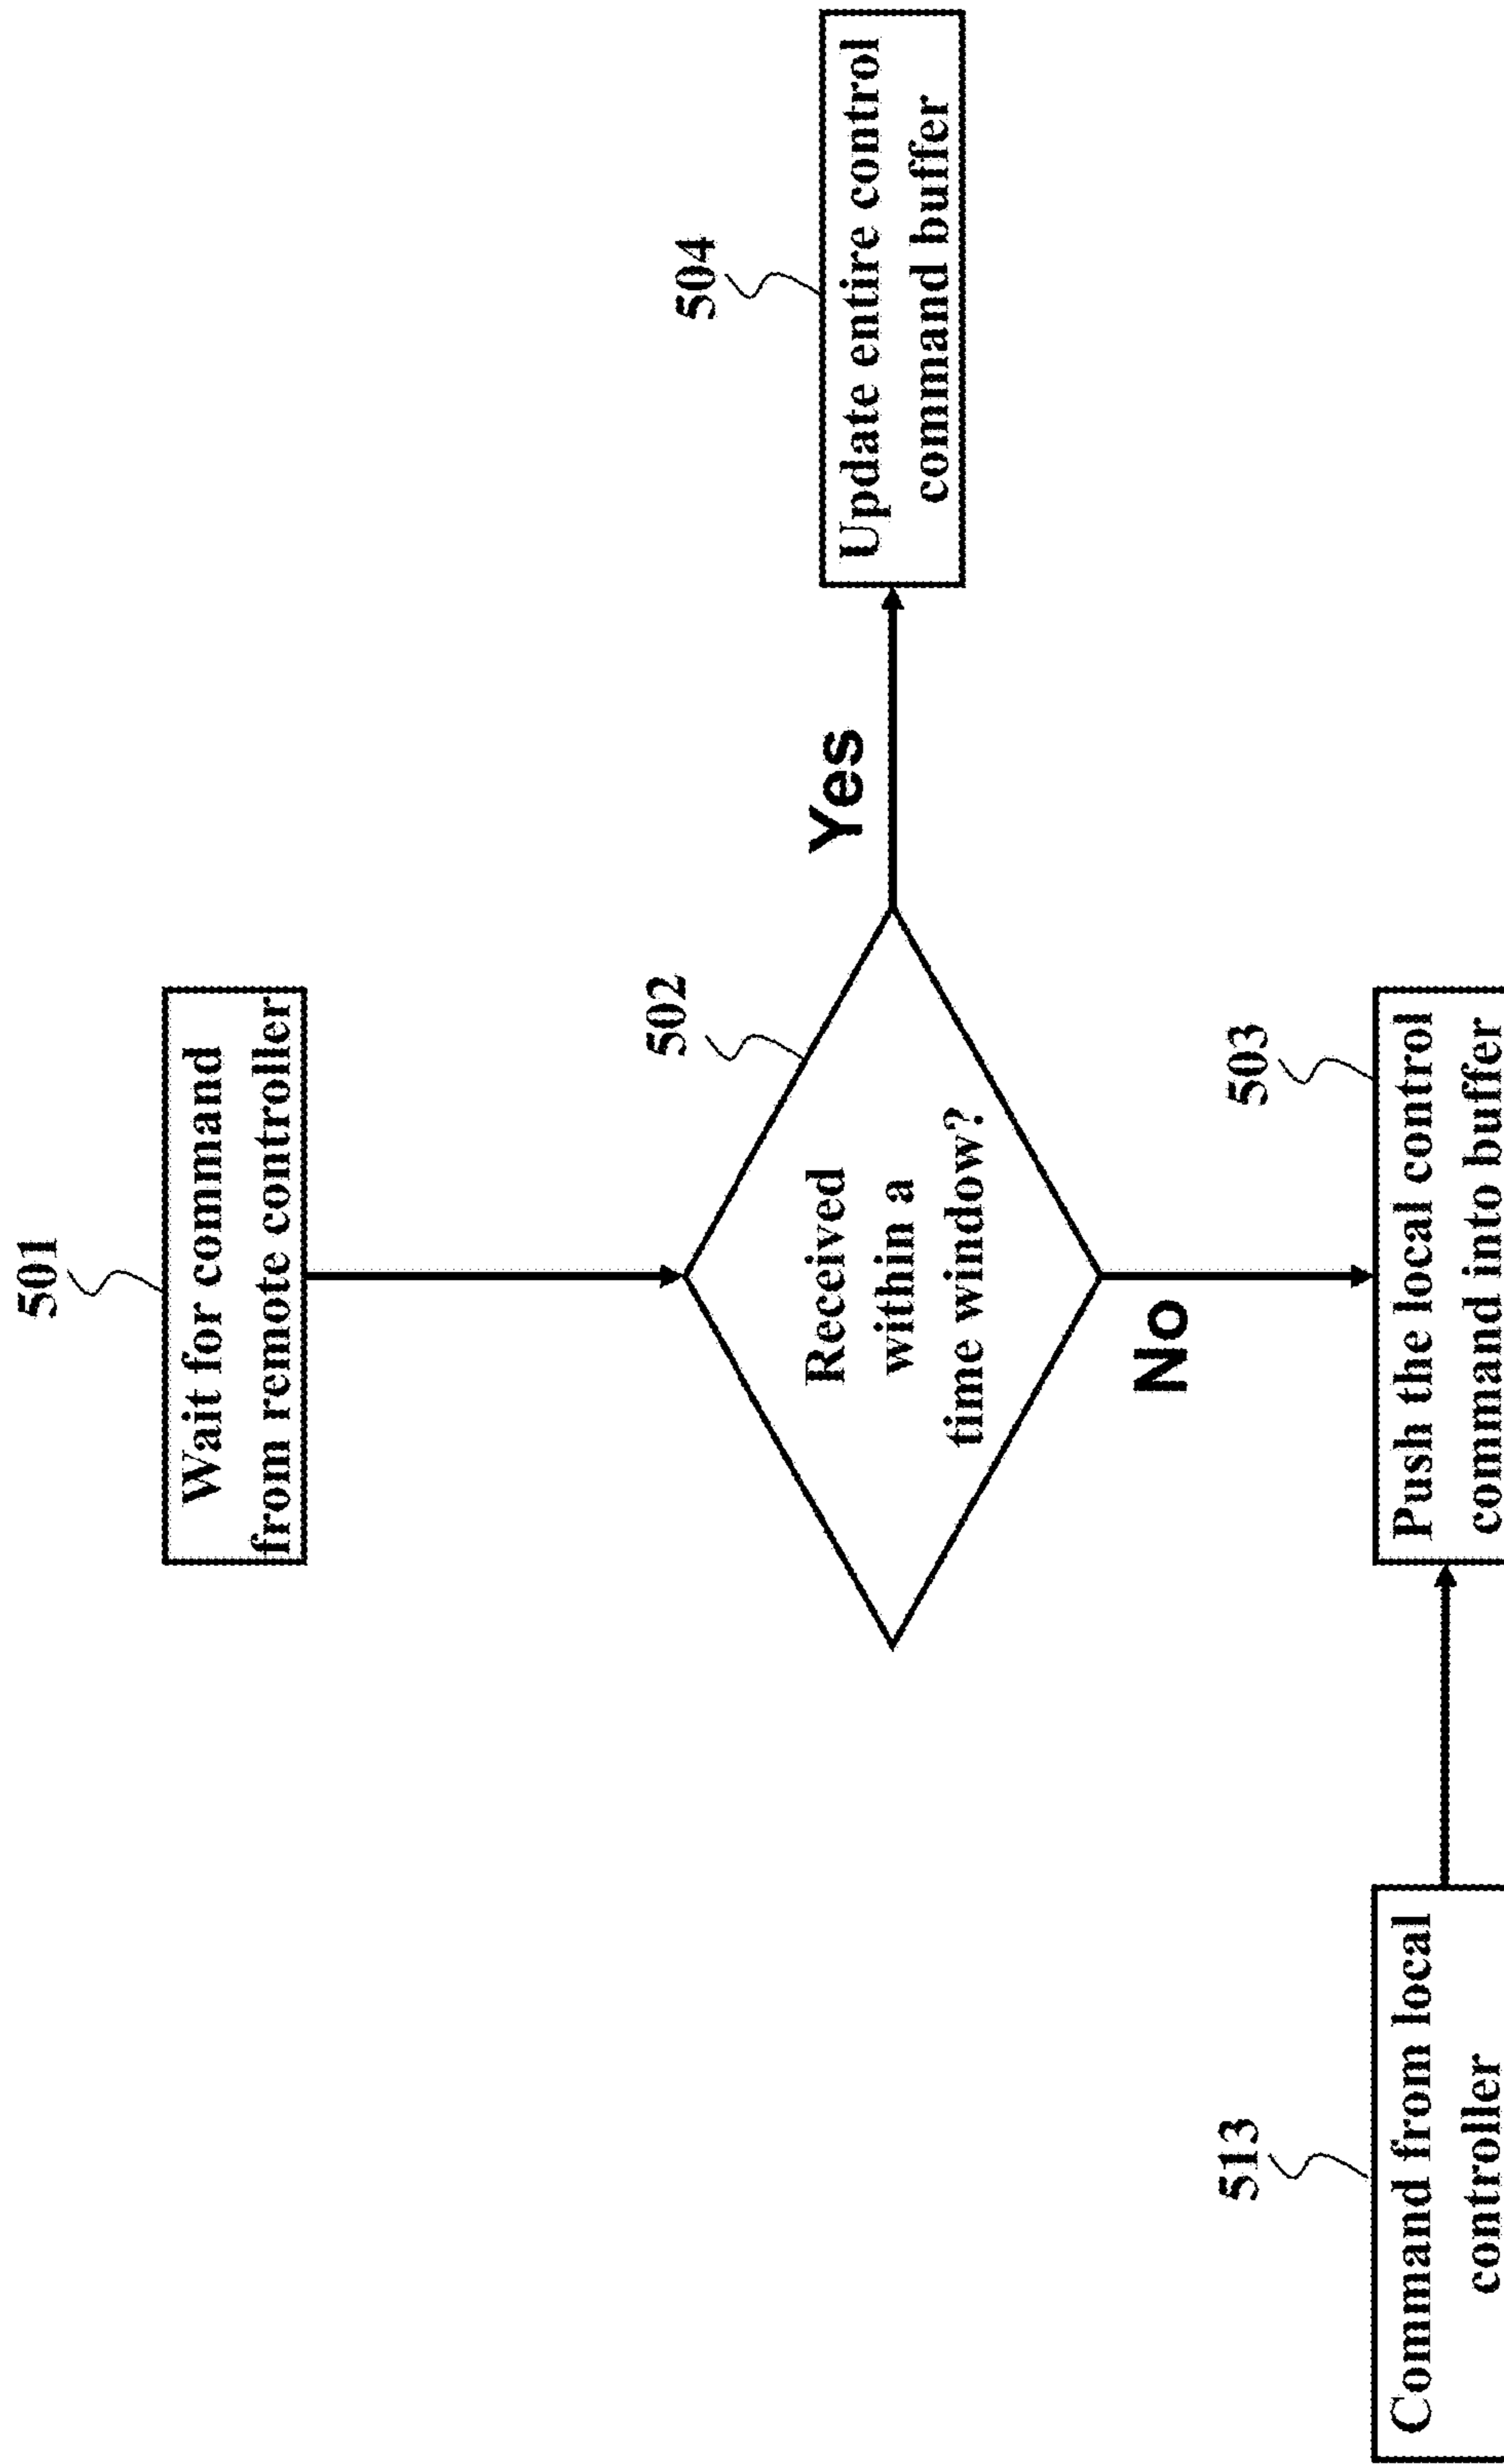 501
Wait for command
from remote controller
502
Received
within a
time window?
Yes
504
Update entire control
command buffer
No
503
Push the local control
command into buffer
513
Command from local
controller